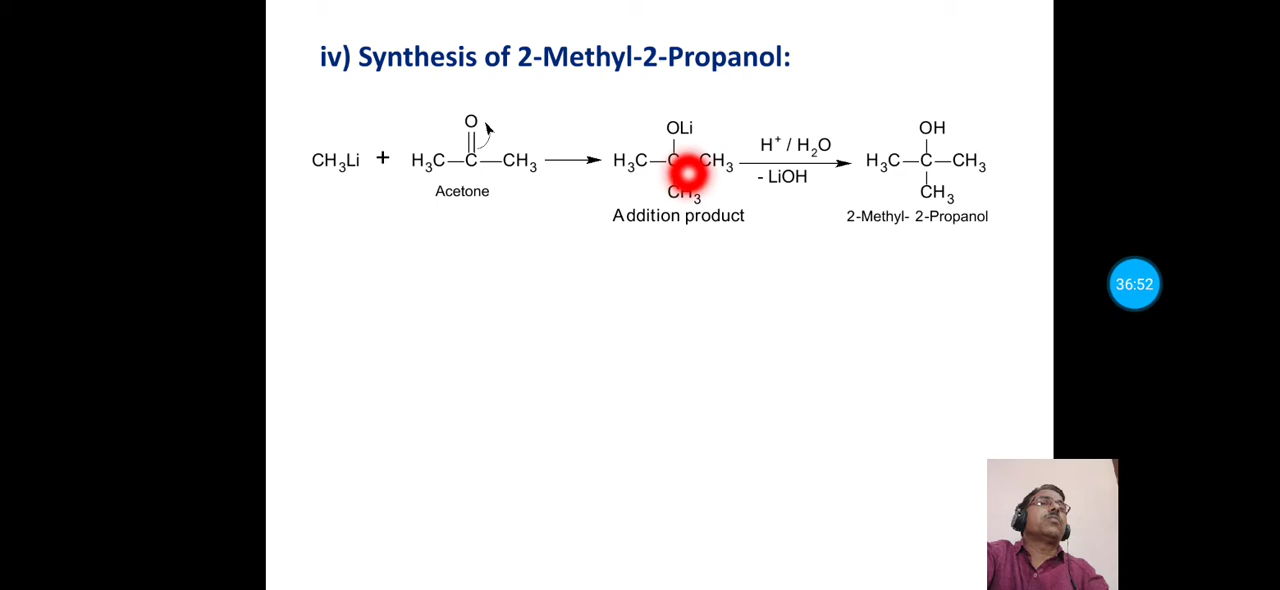 iv) Synthesis of 2-Methyl-2-Propanol:
CH3Li + H3C—C—CH3
O
Acetone
OLi
H3C—C—CH3
CH3
Addition product
H+ / H2O
- LiOH
OH
H3C—C—CH3
CH3
2-Methyl- 2-Propanol
36:52